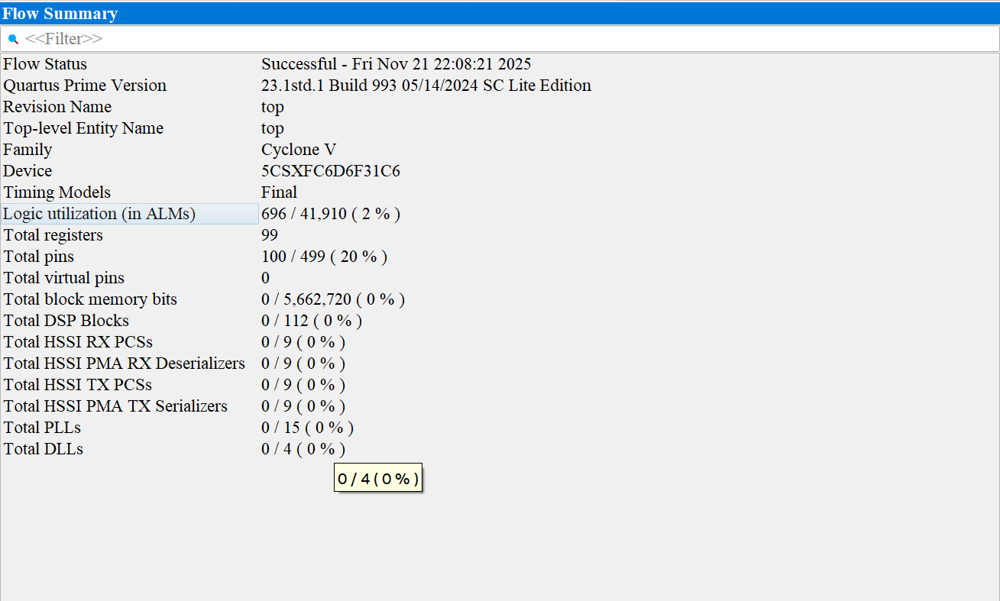 Flow Summary
<<Filter>>
Flow Status Successful - Fri Nov 21 22:08:21 2025
Quartus Prime Version 23.1std.1 Build 993 05/14/2024 SC Lite Edition
Revision Name top
Top-level Entity Name top
Family Cyclone V
Device 5CSXFC6D6F31C6
Timing Models Final
Logic utilization (in ALMs) 696 / 41,910 ( 2 % )
Total registers 99
Total pins 100 / 499 ( 20 % )
Total virtual pins 0
Total block memory bits 0 / 5,662,720 ( 0 % )
Total DSP Blocks 0 / 112 ( 0 % )
Total HSSI RX PCSs 0 / 9 ( 0 % )
Total HSSI PMA RX Deserializers 0 / 9 ( 0 % )
Total HSSI TX PCSs 0 / 9 ( 0 % )
Total HSSI PMA TX Serializers 0 / 9 ( 0 % )
Total PLLs 0 / 15 ( 0 % )
Total DLLs 0 / 4 ( 0 % )
0 / 4 ( 0 % )